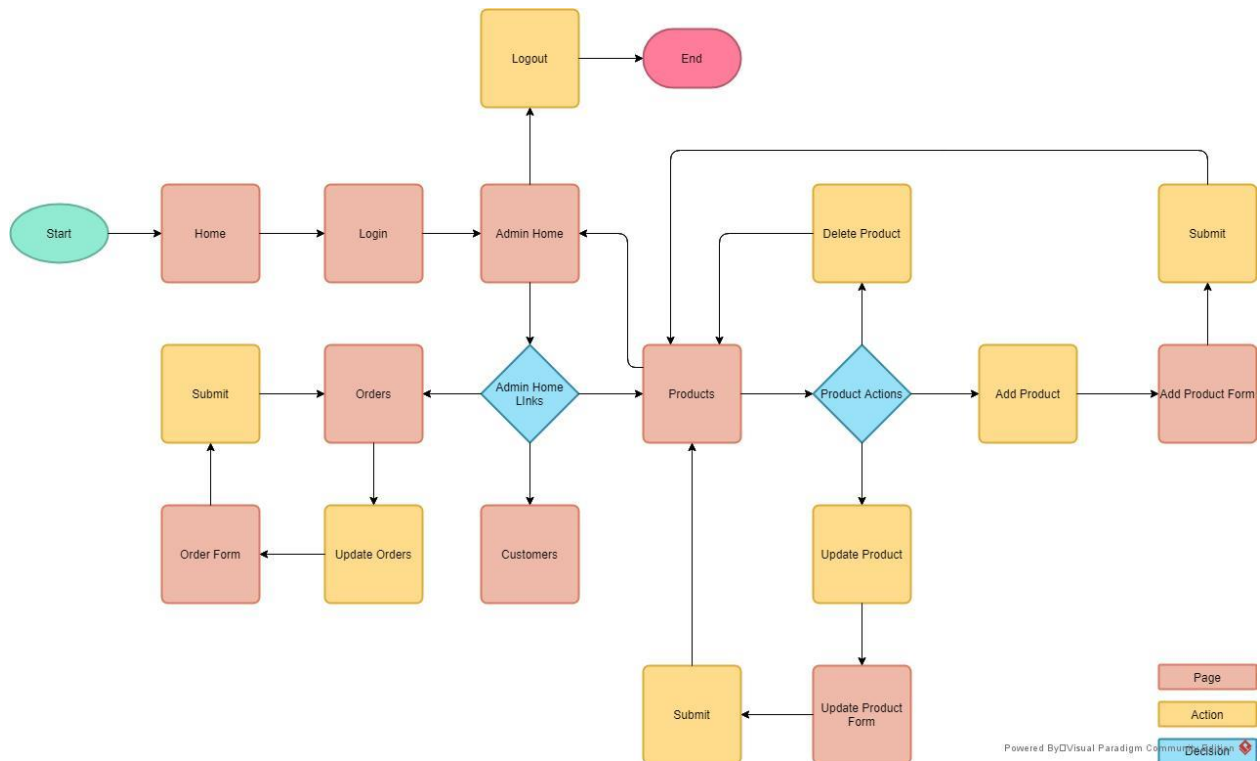 Logout
End
Start
Home
Login
Admin Home
Delete Product
Submit
Submit
Orders
Admin Home
LInks
Products
Product Actions
Add Product
Add Product Form
Order Form
Update Orders
Customers
Update Product
Submit
Update Product
Form
Page
Action
Decision
Powered By Visual Paradigm Community Edition